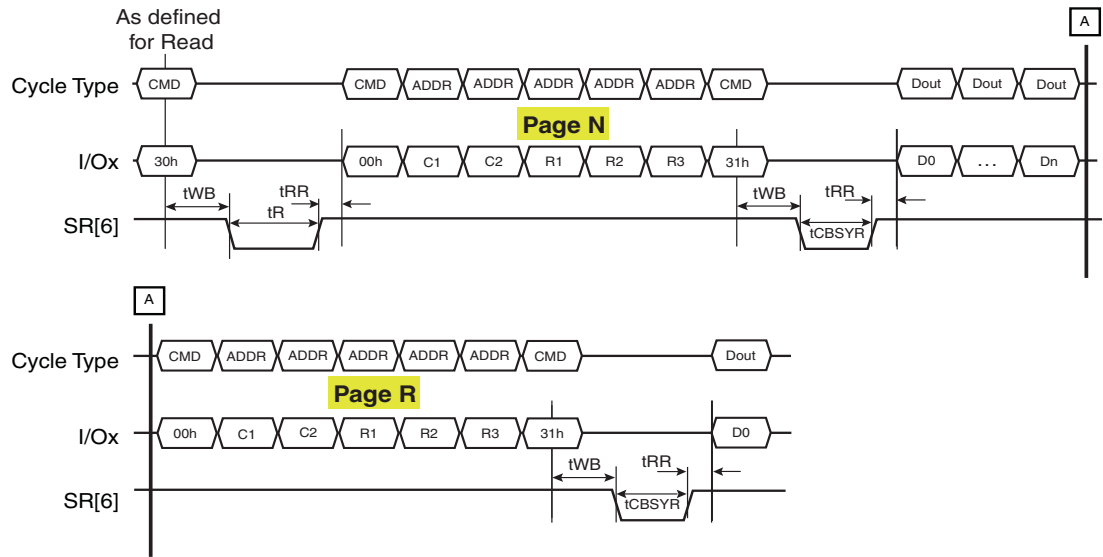 As defined
for Read
A
Cycle Type CMD CMD ADDR ADDR ADDR ADDR ADDR CMD Dout Dout Dout
Page N
I/Ox 30h 00h C1 C2 R1 R2 R3 31h D0 ... Dn
tWB tRR tWB tRR
tR tCBSYR
SR[6]
A
Cycle Type CMD ADDR ADDR ADDR ADDR ADDR CMD Dout
Page R
I/Ox 00h C1 C2 R1 R2 R3 31h D0
tWB tRR
tCBSYR
SR[6]